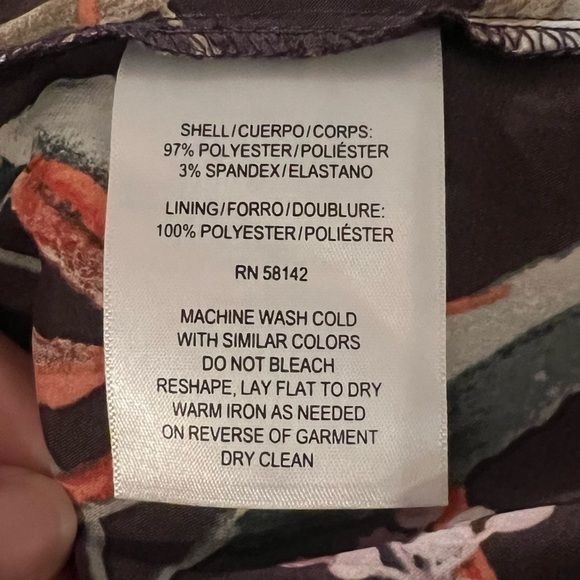 SHELL/CUERPO/CORPS:
97% POLYESTER/POLIÉSTER
3% SPANDEX/ELASTANO
LINING/FORRO/DOUBLURE:
100% POLYESTER/POLIÉSTER
RN 58142
MACHINE WASH COLD
WITH SIMILAR COLORS
DO NOT BLEACH
RESHAPE, LAY FLAT TO DRY
WARM IRON AS NEEDED
ON REVERSE OF GARMENT
DRY CLEAN